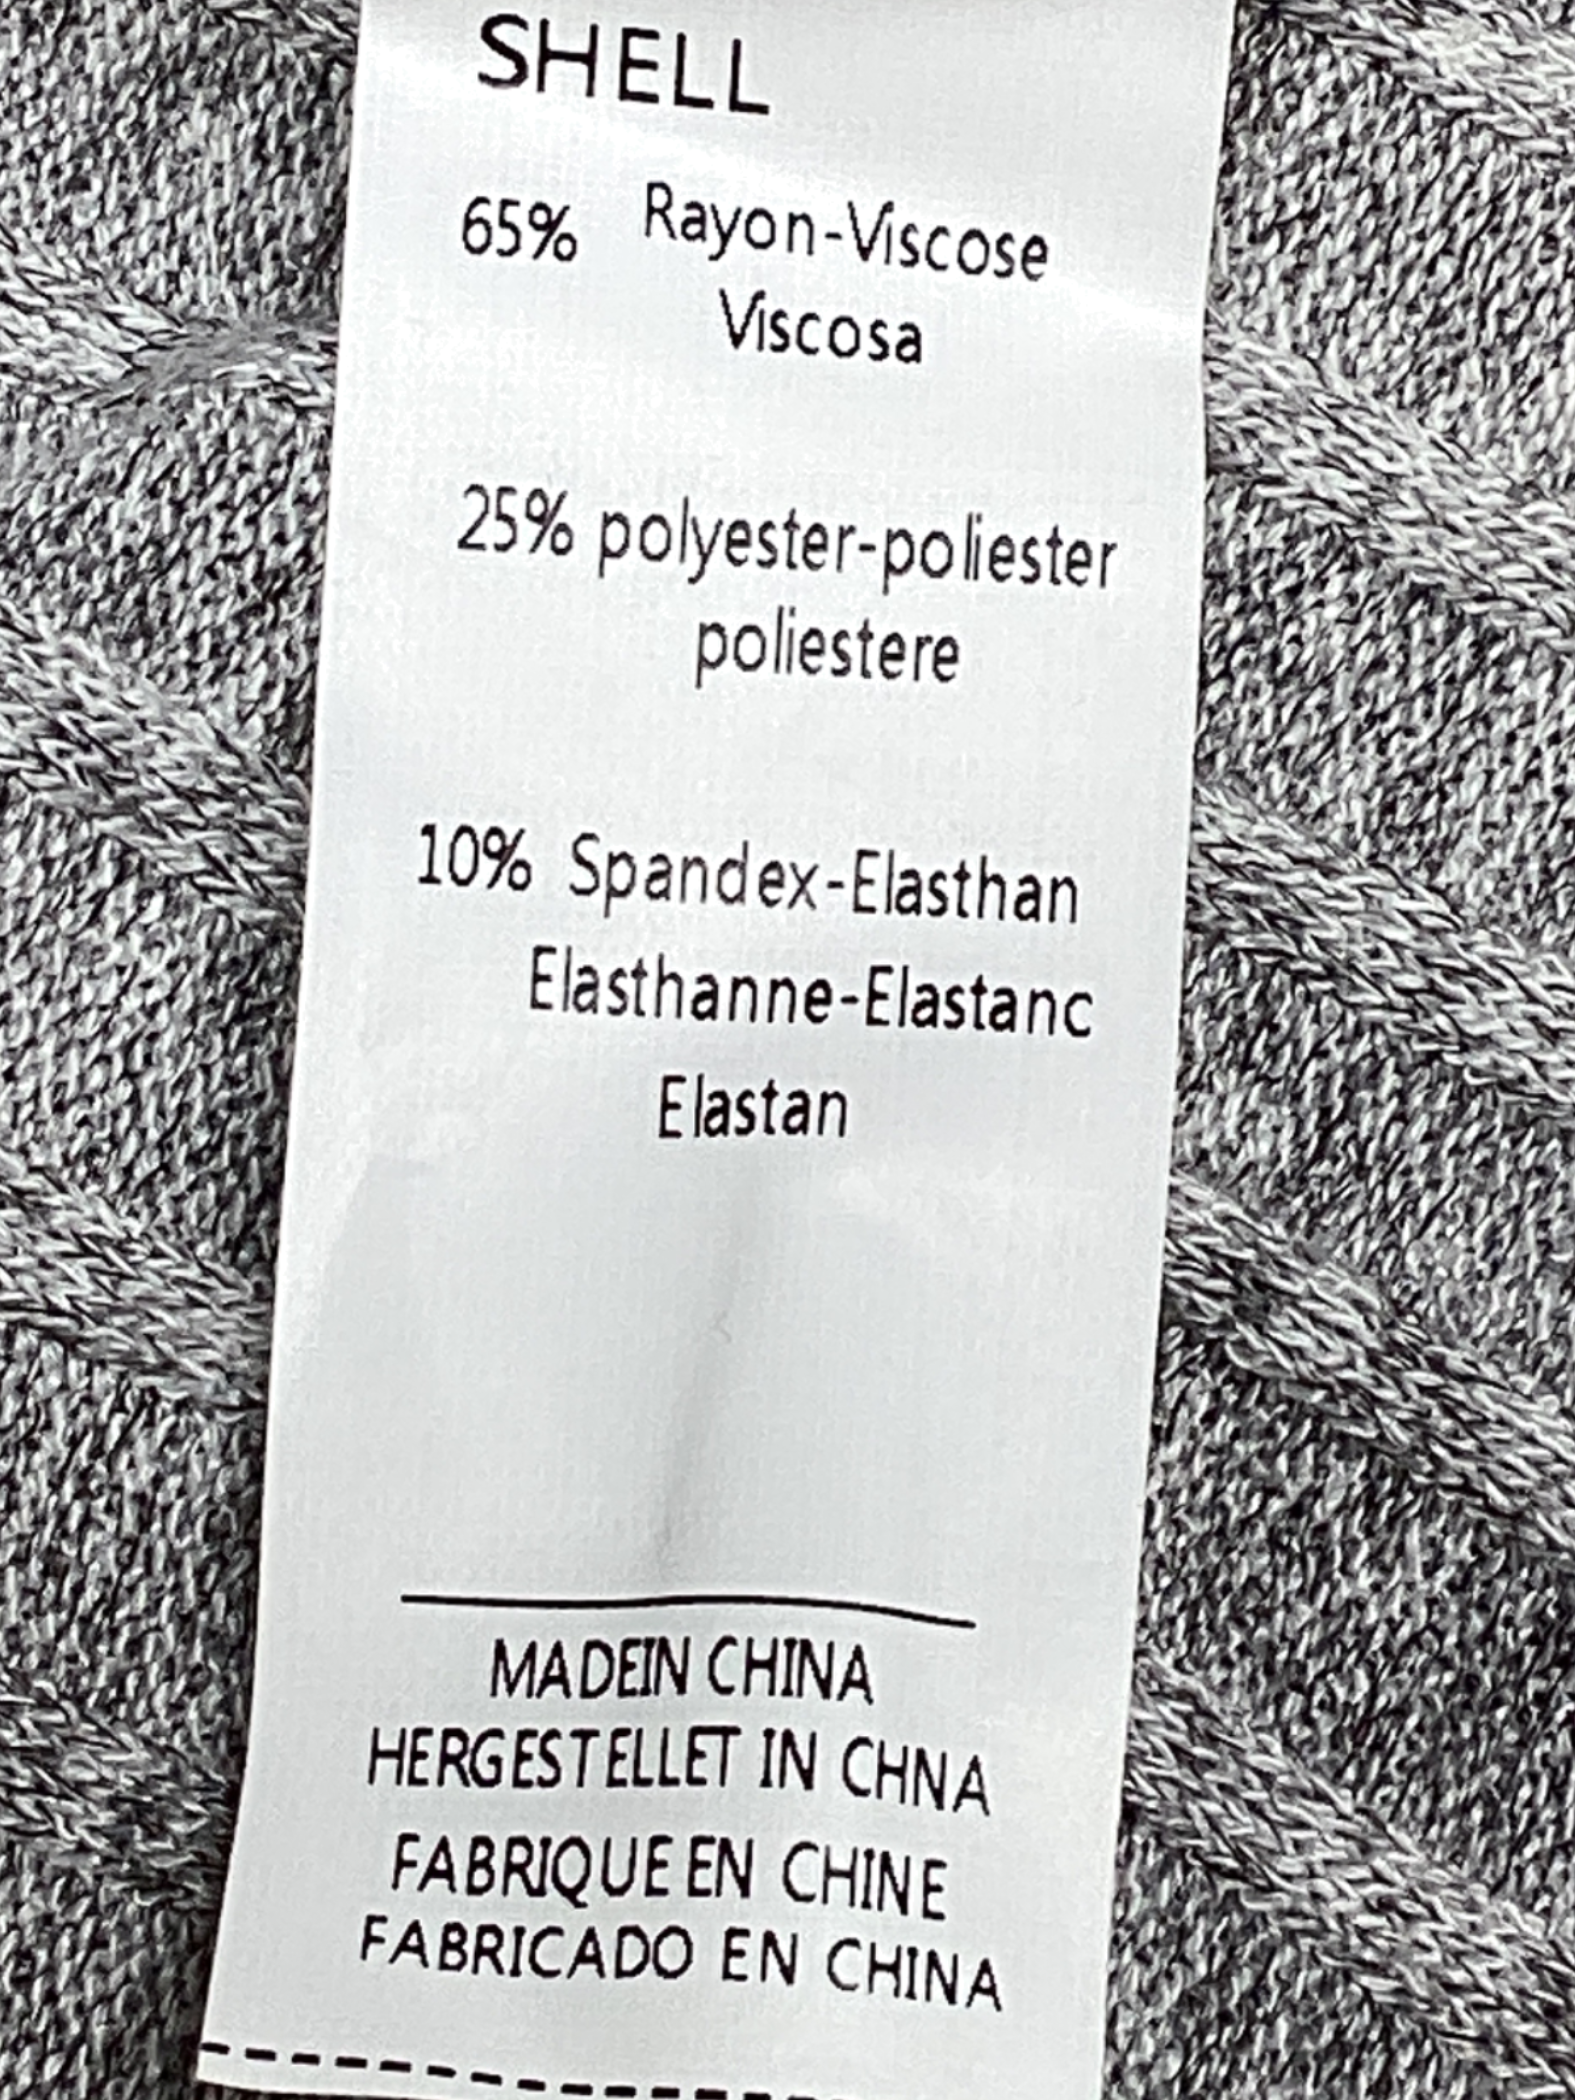 SHELL
65% Rayon-Viscose
Viscosa
25% polyester-poliester
poliestere
10% Spandex-Elasthan
Elasthanne-Elastanc
Elastan
MADEIN CHINA
HERGESTELLET IN CHNA
FABRIQUE EN CHINE
FABRICADO EN CHINA